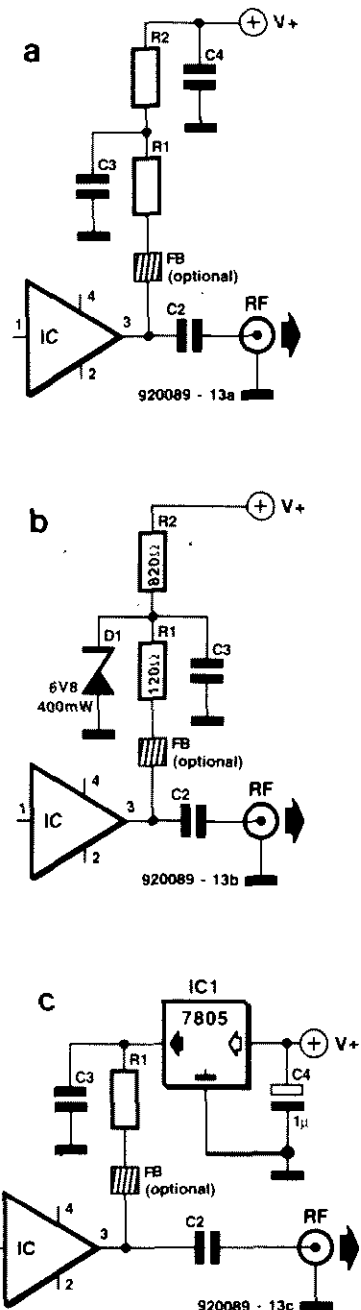 a
R2
V+
C4
R1
C3
FB
(optional)
RF
C2
1
4
3
IC
2
920089 - 13a
b
V+
R2
820Ω
D1
R1
C3
120Ω
6V8
400mW
FB
(optional)
RF
C2
1
4
3
IC
2
920089 - 13b
c
IC1
7805
V+
R1
C4
C3
1µ
FB
(optional)
RF
C2
4
3
IC
2
920089 - 13c